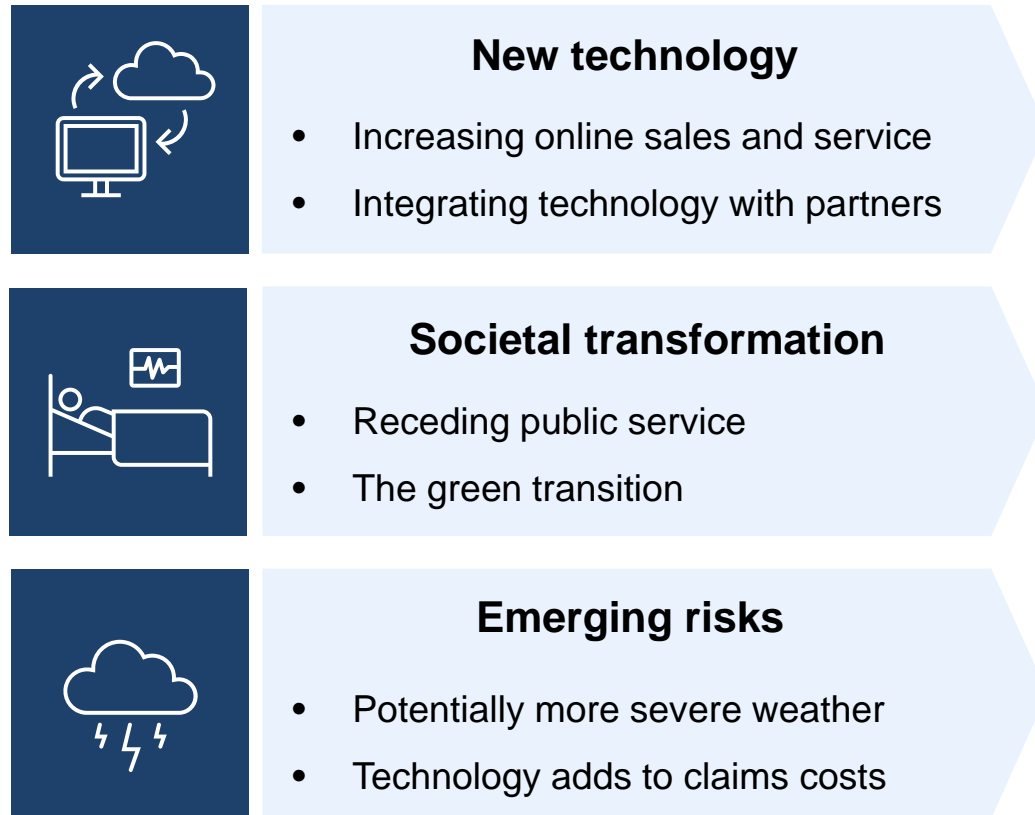 New technology
• Increasing online sales and service
• Integrating technology with partners
Societal transformation
• Receding public service
• The green transition
Emerging risks
• Potentially more severe weather
• Technology adds to claims costs